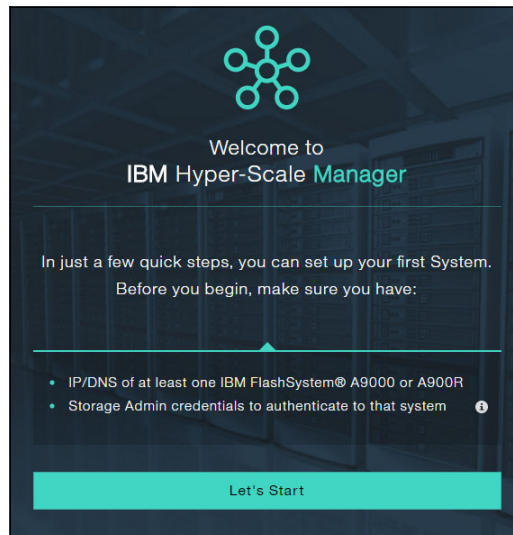 Welcome to
IBM Hyper-Scale Manager
In just a few quick steps, you can set up your first System.
Before you begin, make sure you have:
• IP/DNS of at least one IBM FlashSystem® A9000 or A900R
• Storage Admin credentials to authenticate to that system
Let's Start